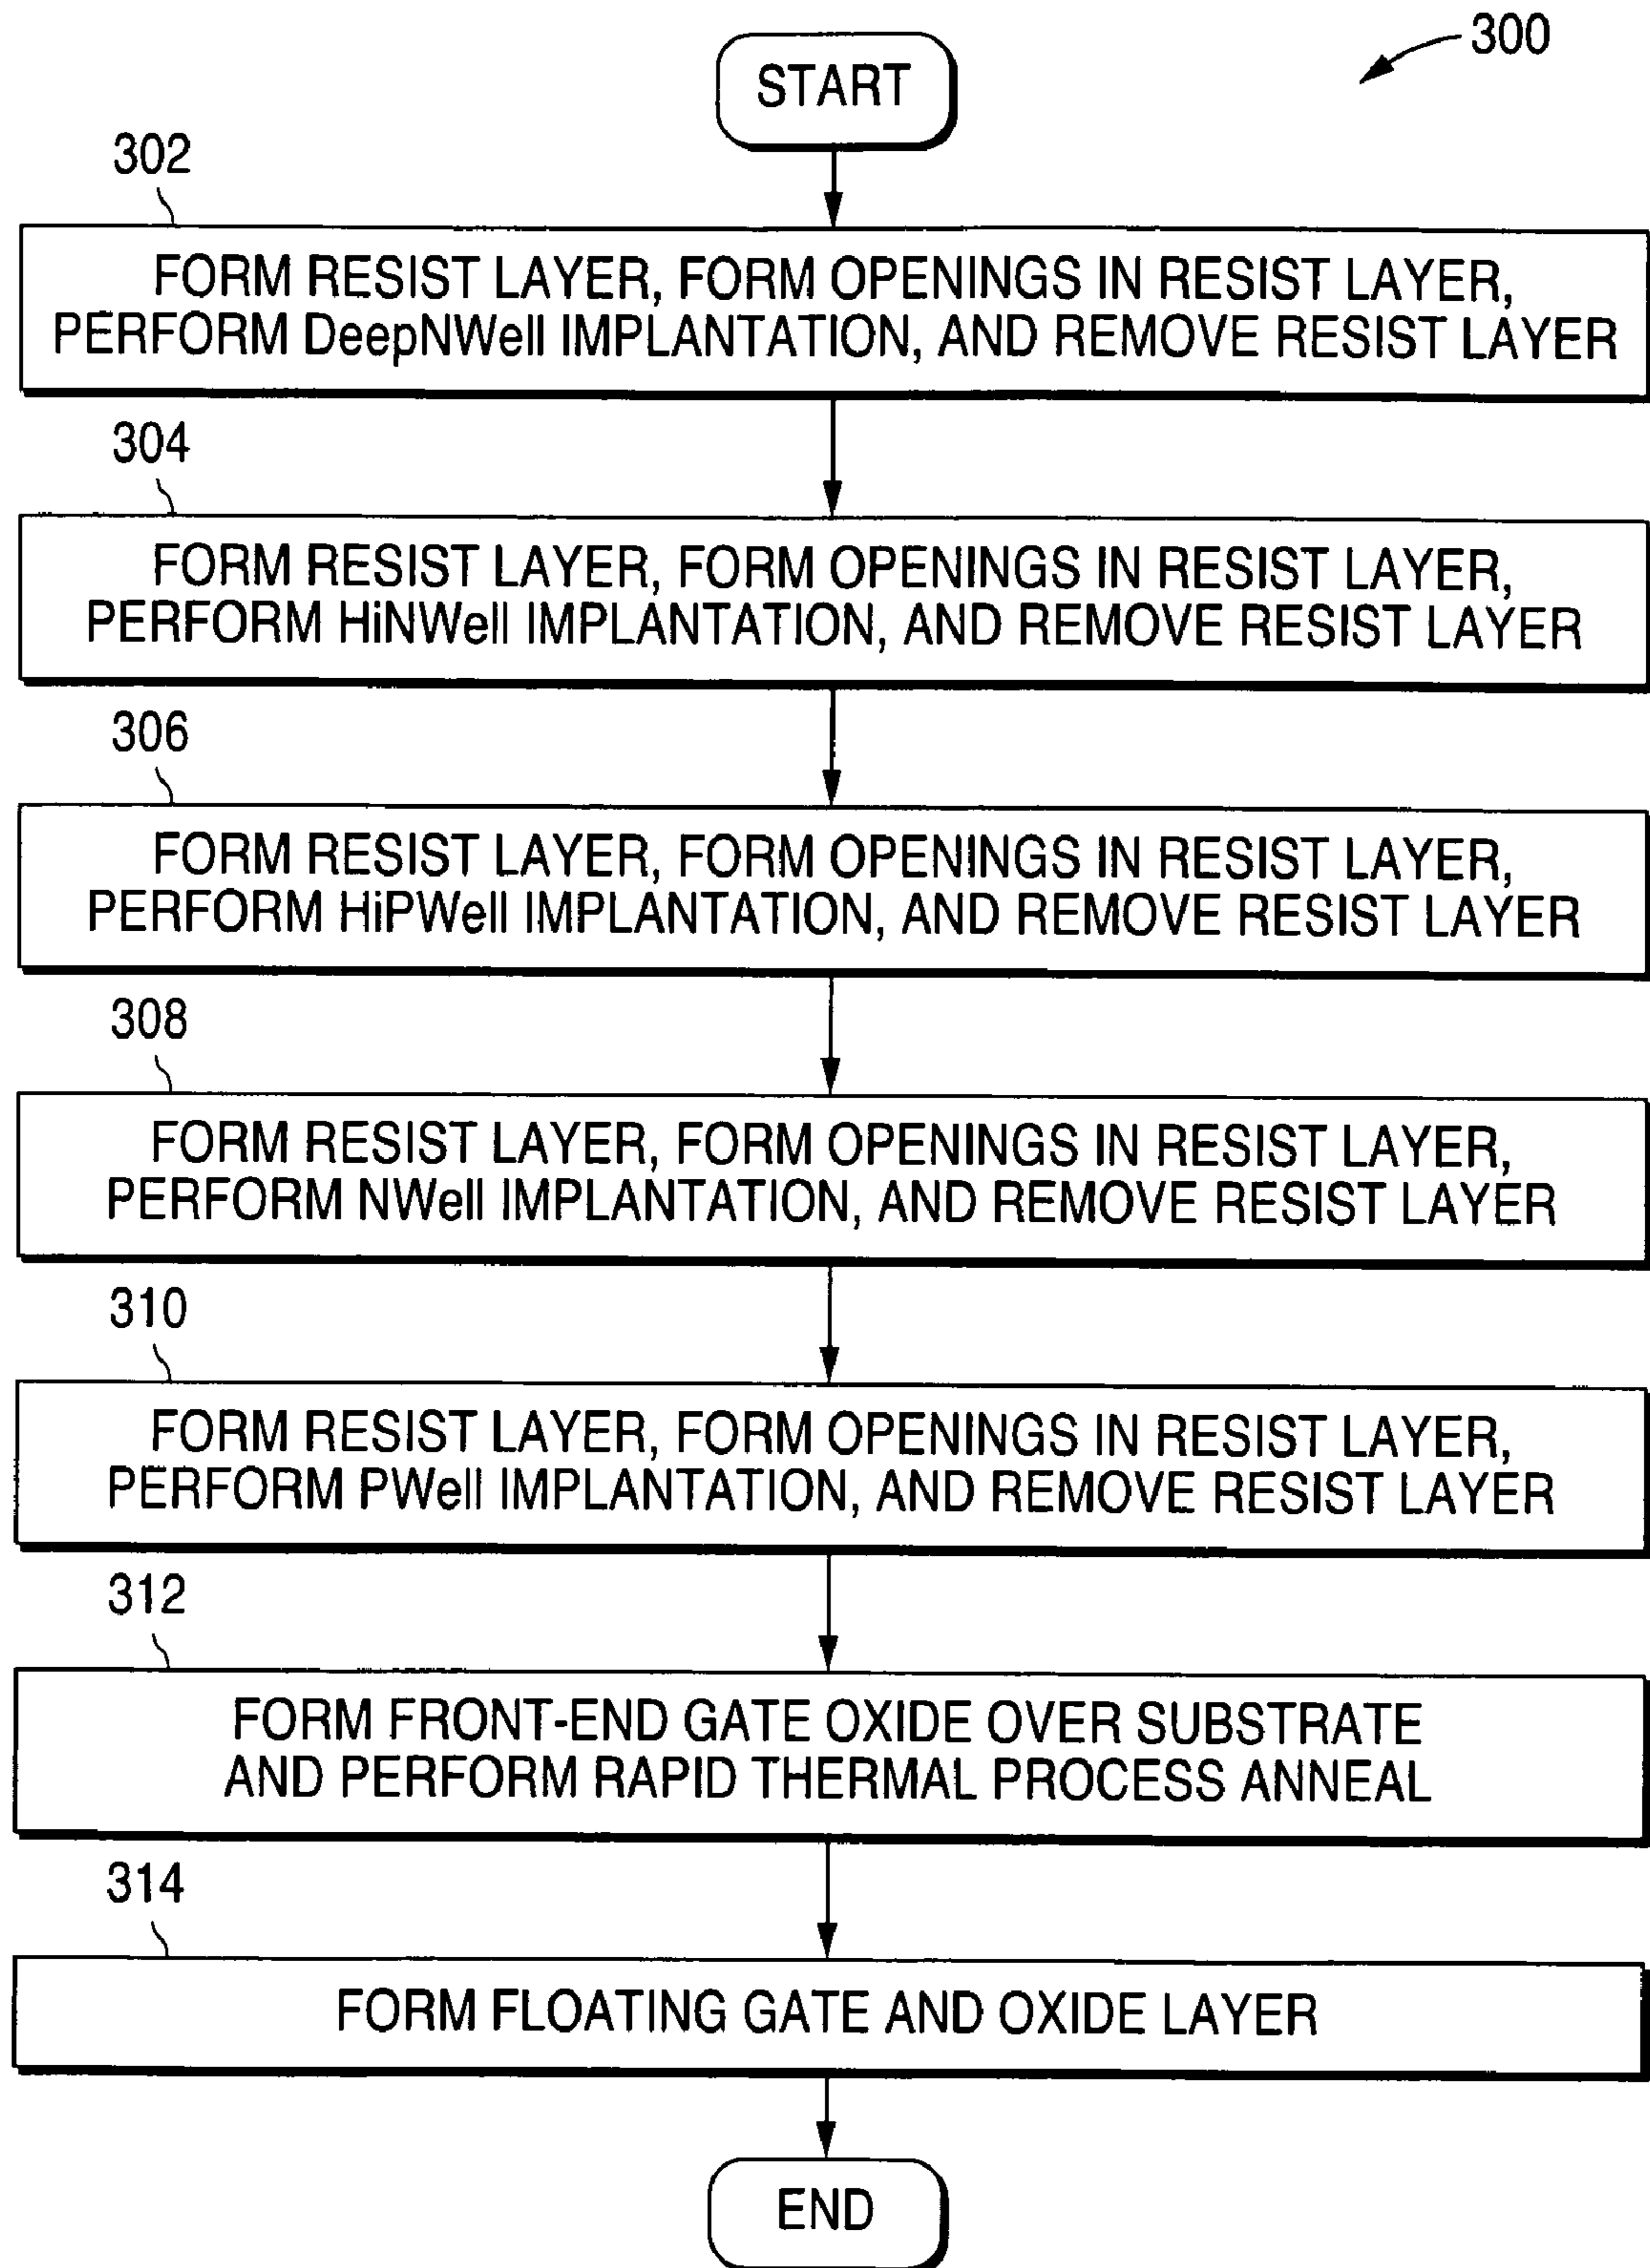 300
START
302
FORM RESIST LAYER, FORM OPENINGS IN RESIST LAYER,
PERFORM DeepNWell IMPLANTATION, AND REMOVE RESIST LAYER
304
FORM RESIST LAYER, FORM OPENINGS IN RESIST LAYER,
PERFORM HiNWell IMPLANTATION, AND REMOVE RESIST LAYER
306
FORM RESIST LAYER, FORM OPENINGS IN RESIST LAYER,
PERFORM HiPWell IMPLANTATION, AND REMOVE RESIST LAYER
308
FORM RESIST LAYER, FORM OPENINGS IN RESIST LAYER,
PERFORM NWell IMPLANTATION, AND REMOVE RESIST LAYER
310
FORM RESIST LAYER, FORM OPENINGS IN RESIST LAYER,
PERFORM PWell IMPLANTATION, AND REMOVE RESIST LAYER
312
FORM FRONT-END GATE OXIDE OVER SUBSTRATE
AND PERFORM RAPID THERMAL PROCESS ANNEAL
314
FORM FLOATING GATE AND OXIDE LAYER
END